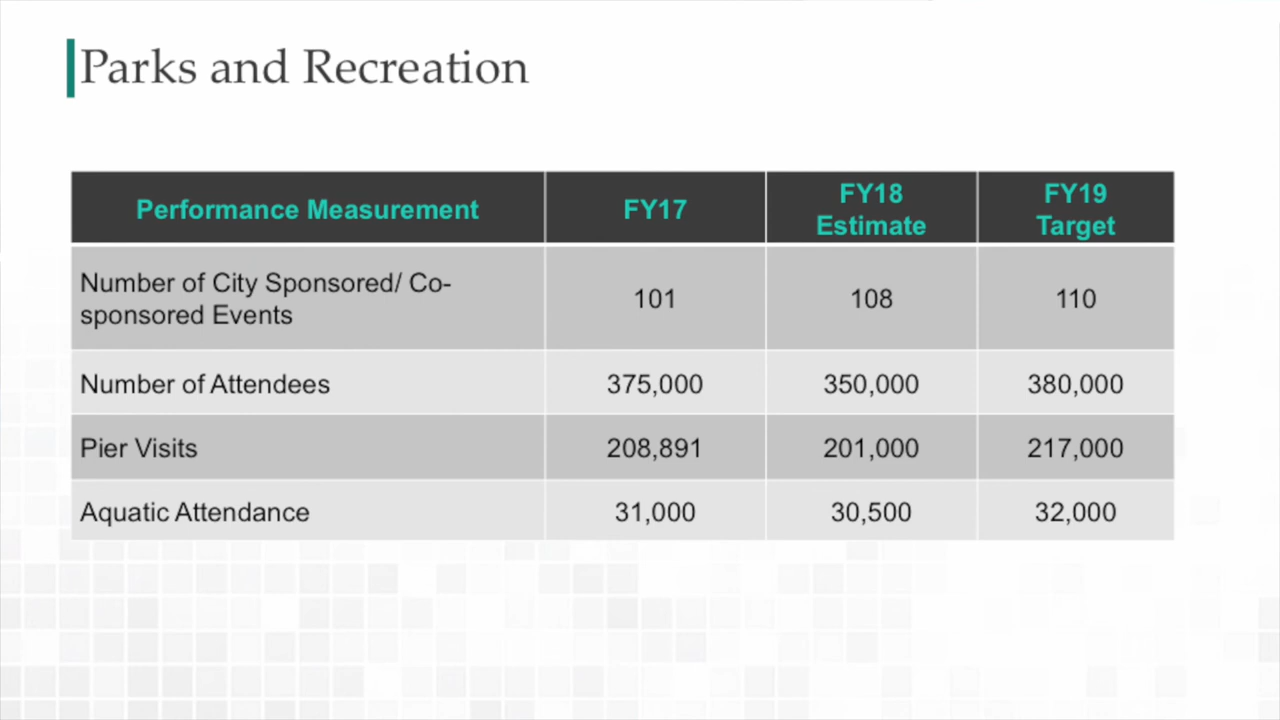 Parks and Recreation
Performance Measurement FY17 FY18 Estimate FY19 Target
Number of City Sponsored/ Co-
sponsored Events 101 108 110
Number of Attendees 375,000 350,000 380,000
Pier Visits 208,891 201,000 217,000
Aquatic Attendance 31,000 30,500 32,000